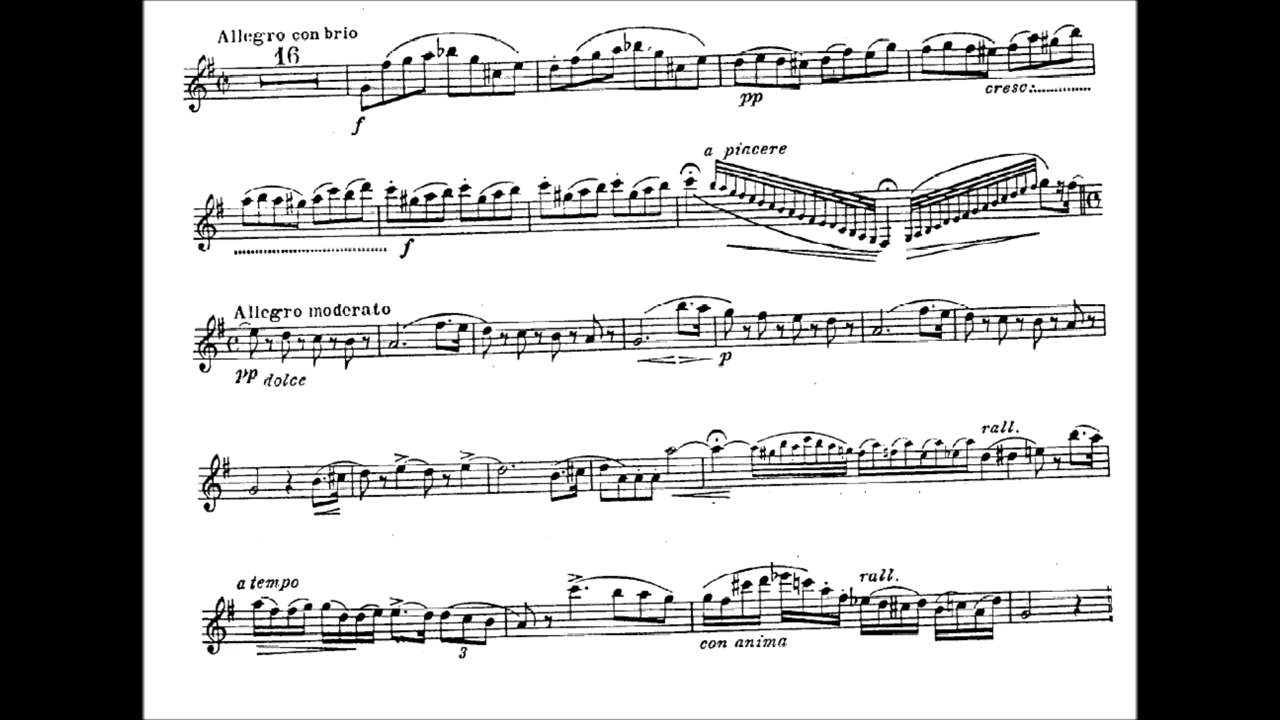 Allegro con brio
16
f
pp
cresc:
a piacere
f
Allegro moderato
pp dolce
p
rall.
a tempo
rall.
3
con anima